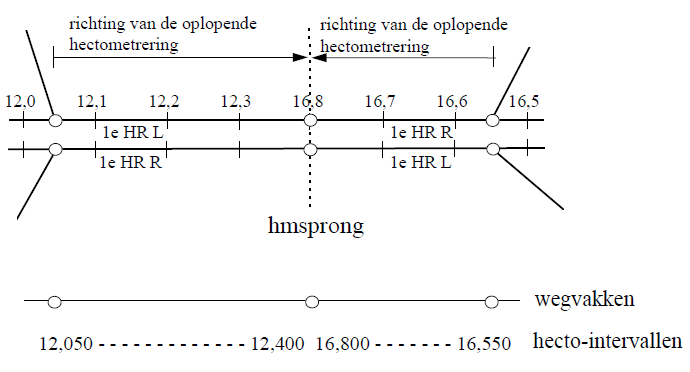 richting van de oplopende
hectometrering
richting van de oplopende
hectometrering
12,0 12,1 12,2 12,3 16,8 16,7 16,6 16,5
1e HR L 1e HR R
1e HR R 1e HR L
hmsprong
wegvakken
12,050 - - - - - - - - - - - - - 12,400 16,800 - - - - - - - 16,550 hecto-intervallen